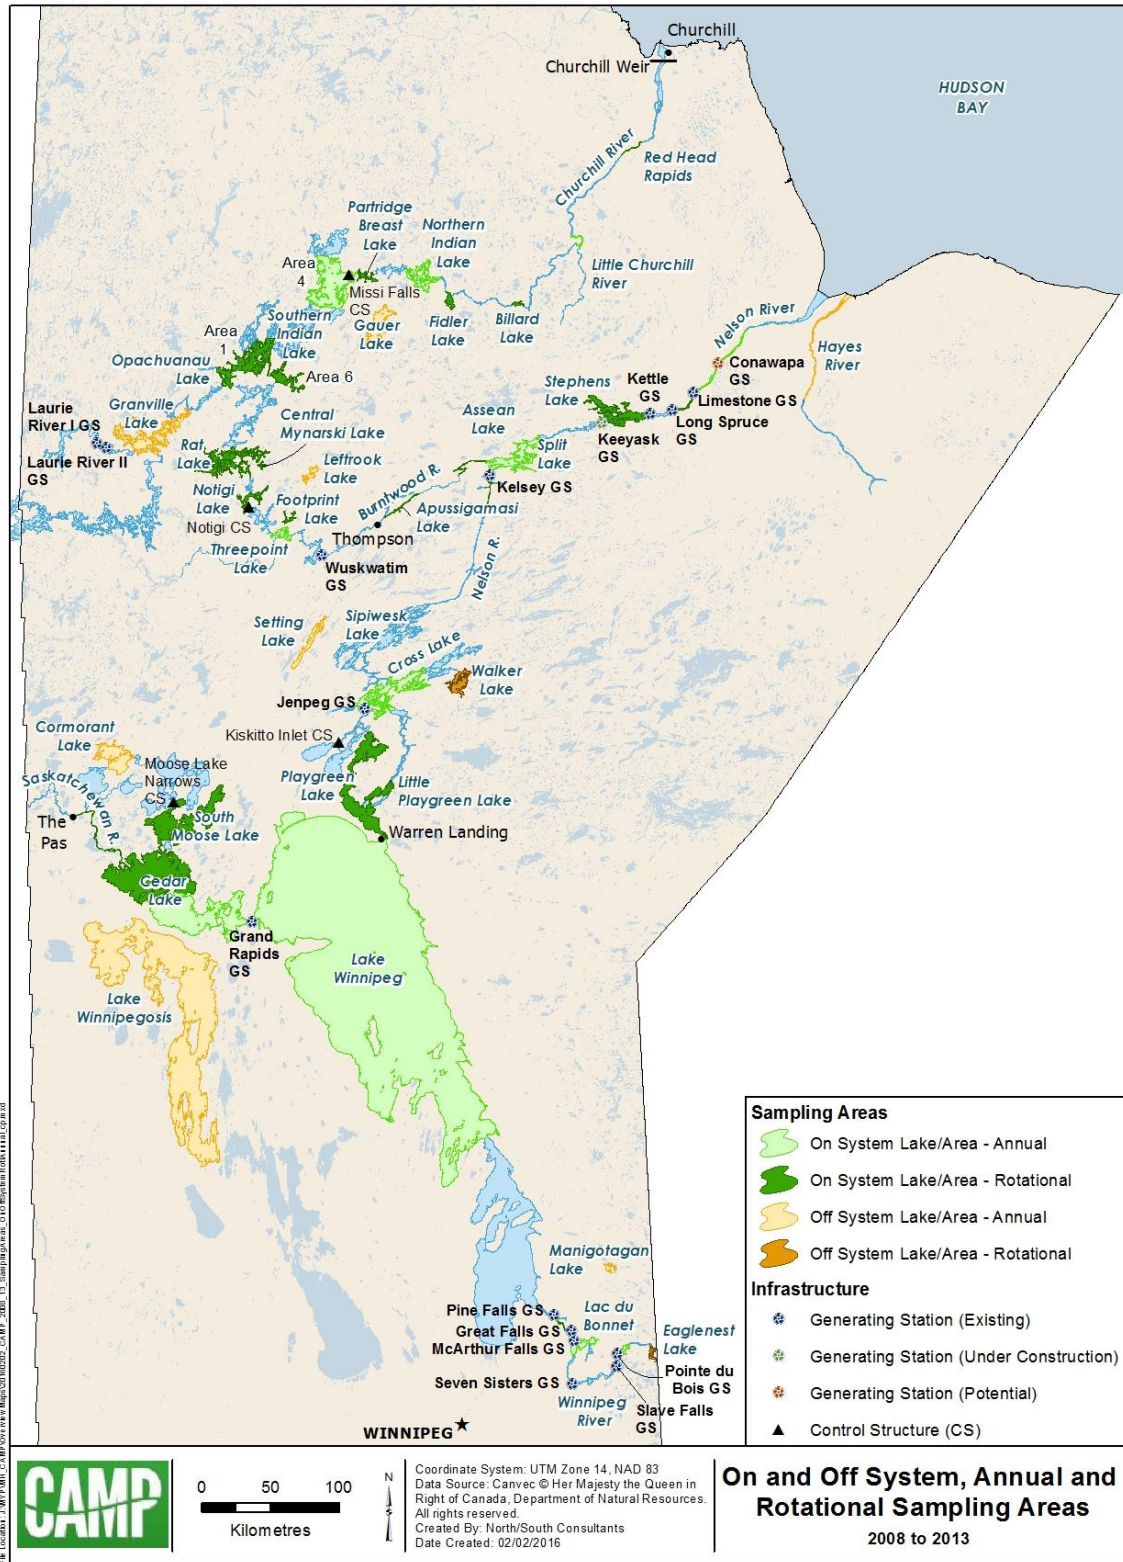 Churchill
Churchill Weir
HUDSON
BAY
Churchill River
Red Head
Rapids
Partridge
Breast
Lake
Northern
Indian
Lake
Area
4
Little Churchill
River
Missi Falls
CS
Southern
Indian
Lake
Gauer
Lake
Fidler
Lake
Billard
Lake
Area
1
Nelson River
Opachuanau
Lake
Area 6
Hayes
River
Conawapa
GS
Stephens
Lake
Kettle
GS
Limestone GS
Laurie
River I GS
Granville
Lake
Central
Mynarski Lake
Assean
Lake
Long Spruce
GS
Keeyask
GS
Split
Lake
Rat
Lake
Laurie River II
GS
Leftrook
Lake
Burntwood R.
Kelsey GS
Notigi
Lake
Footprint
Lake
Apussigamasi
Lake
Notigi CS
Thompson
Threepoint
Lake
Wuskwatim
GS
Nelson R.
Setting
Lake
Sipiwesk
Lake
Cross Lake
Walker
Lake
Jenpeg GS
Cormorant
Lake
Kiskitto Inlet CS
Moose Lake
Narrows
CS
Saskatchewan R.
Playgreen
Lake
Little
Playgreen Lake
The
Pas
South
Moose Lake
Warren Landing
Cedar
Lake
Grand
Rapids
GS
Lake
Winnipeg
Lake
Winnipegosis
Manigotagan
Lake
Pine Falls GS
Great Falls GS
McArthur Falls GS
Lac du
Bonnet
Eaglenest
Lake
Pointe du
Bois GS
Seven Sisters GS
Winnipeg
River
Slave Falls
GS
WINNIPEG
Sampling Areas
On System Lake/Area - Annual
On System Lake/Area - Rotational
Off System Lake/Area - Annual
Off System Lake/Area - Rotational
Infrastructure
Generating Station (Existing)
Generating Station (Under Construction)
Generating Station (Potential)
Control Structure (CS)
CAMP
0 50 100
Kilometres
N
Coordinate System: UTM Zone 14, NAD 83
Data Source: Canvec © Her Majesty the Queen in
Right of Canada, Department of Natural Resources.
All rights reserved.
Created By: North/South Consultants
Date Created: 02/02/2016
On and Off System, Annual and
Rotational Sampling Areas
2008 to 2013